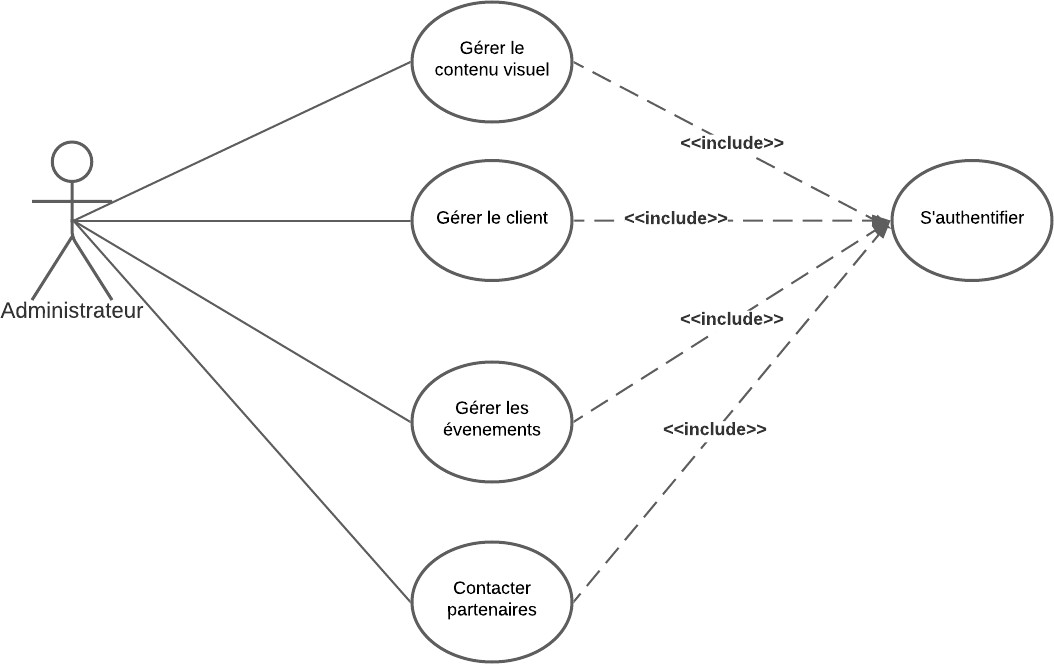 Gérer le
contenu visuel
<<include>>
Gérer le client
<<include>>
S'authentifier
Administrateur
<<include>>
Gérer les
évenements
<<include>>
Contacter
partenaires